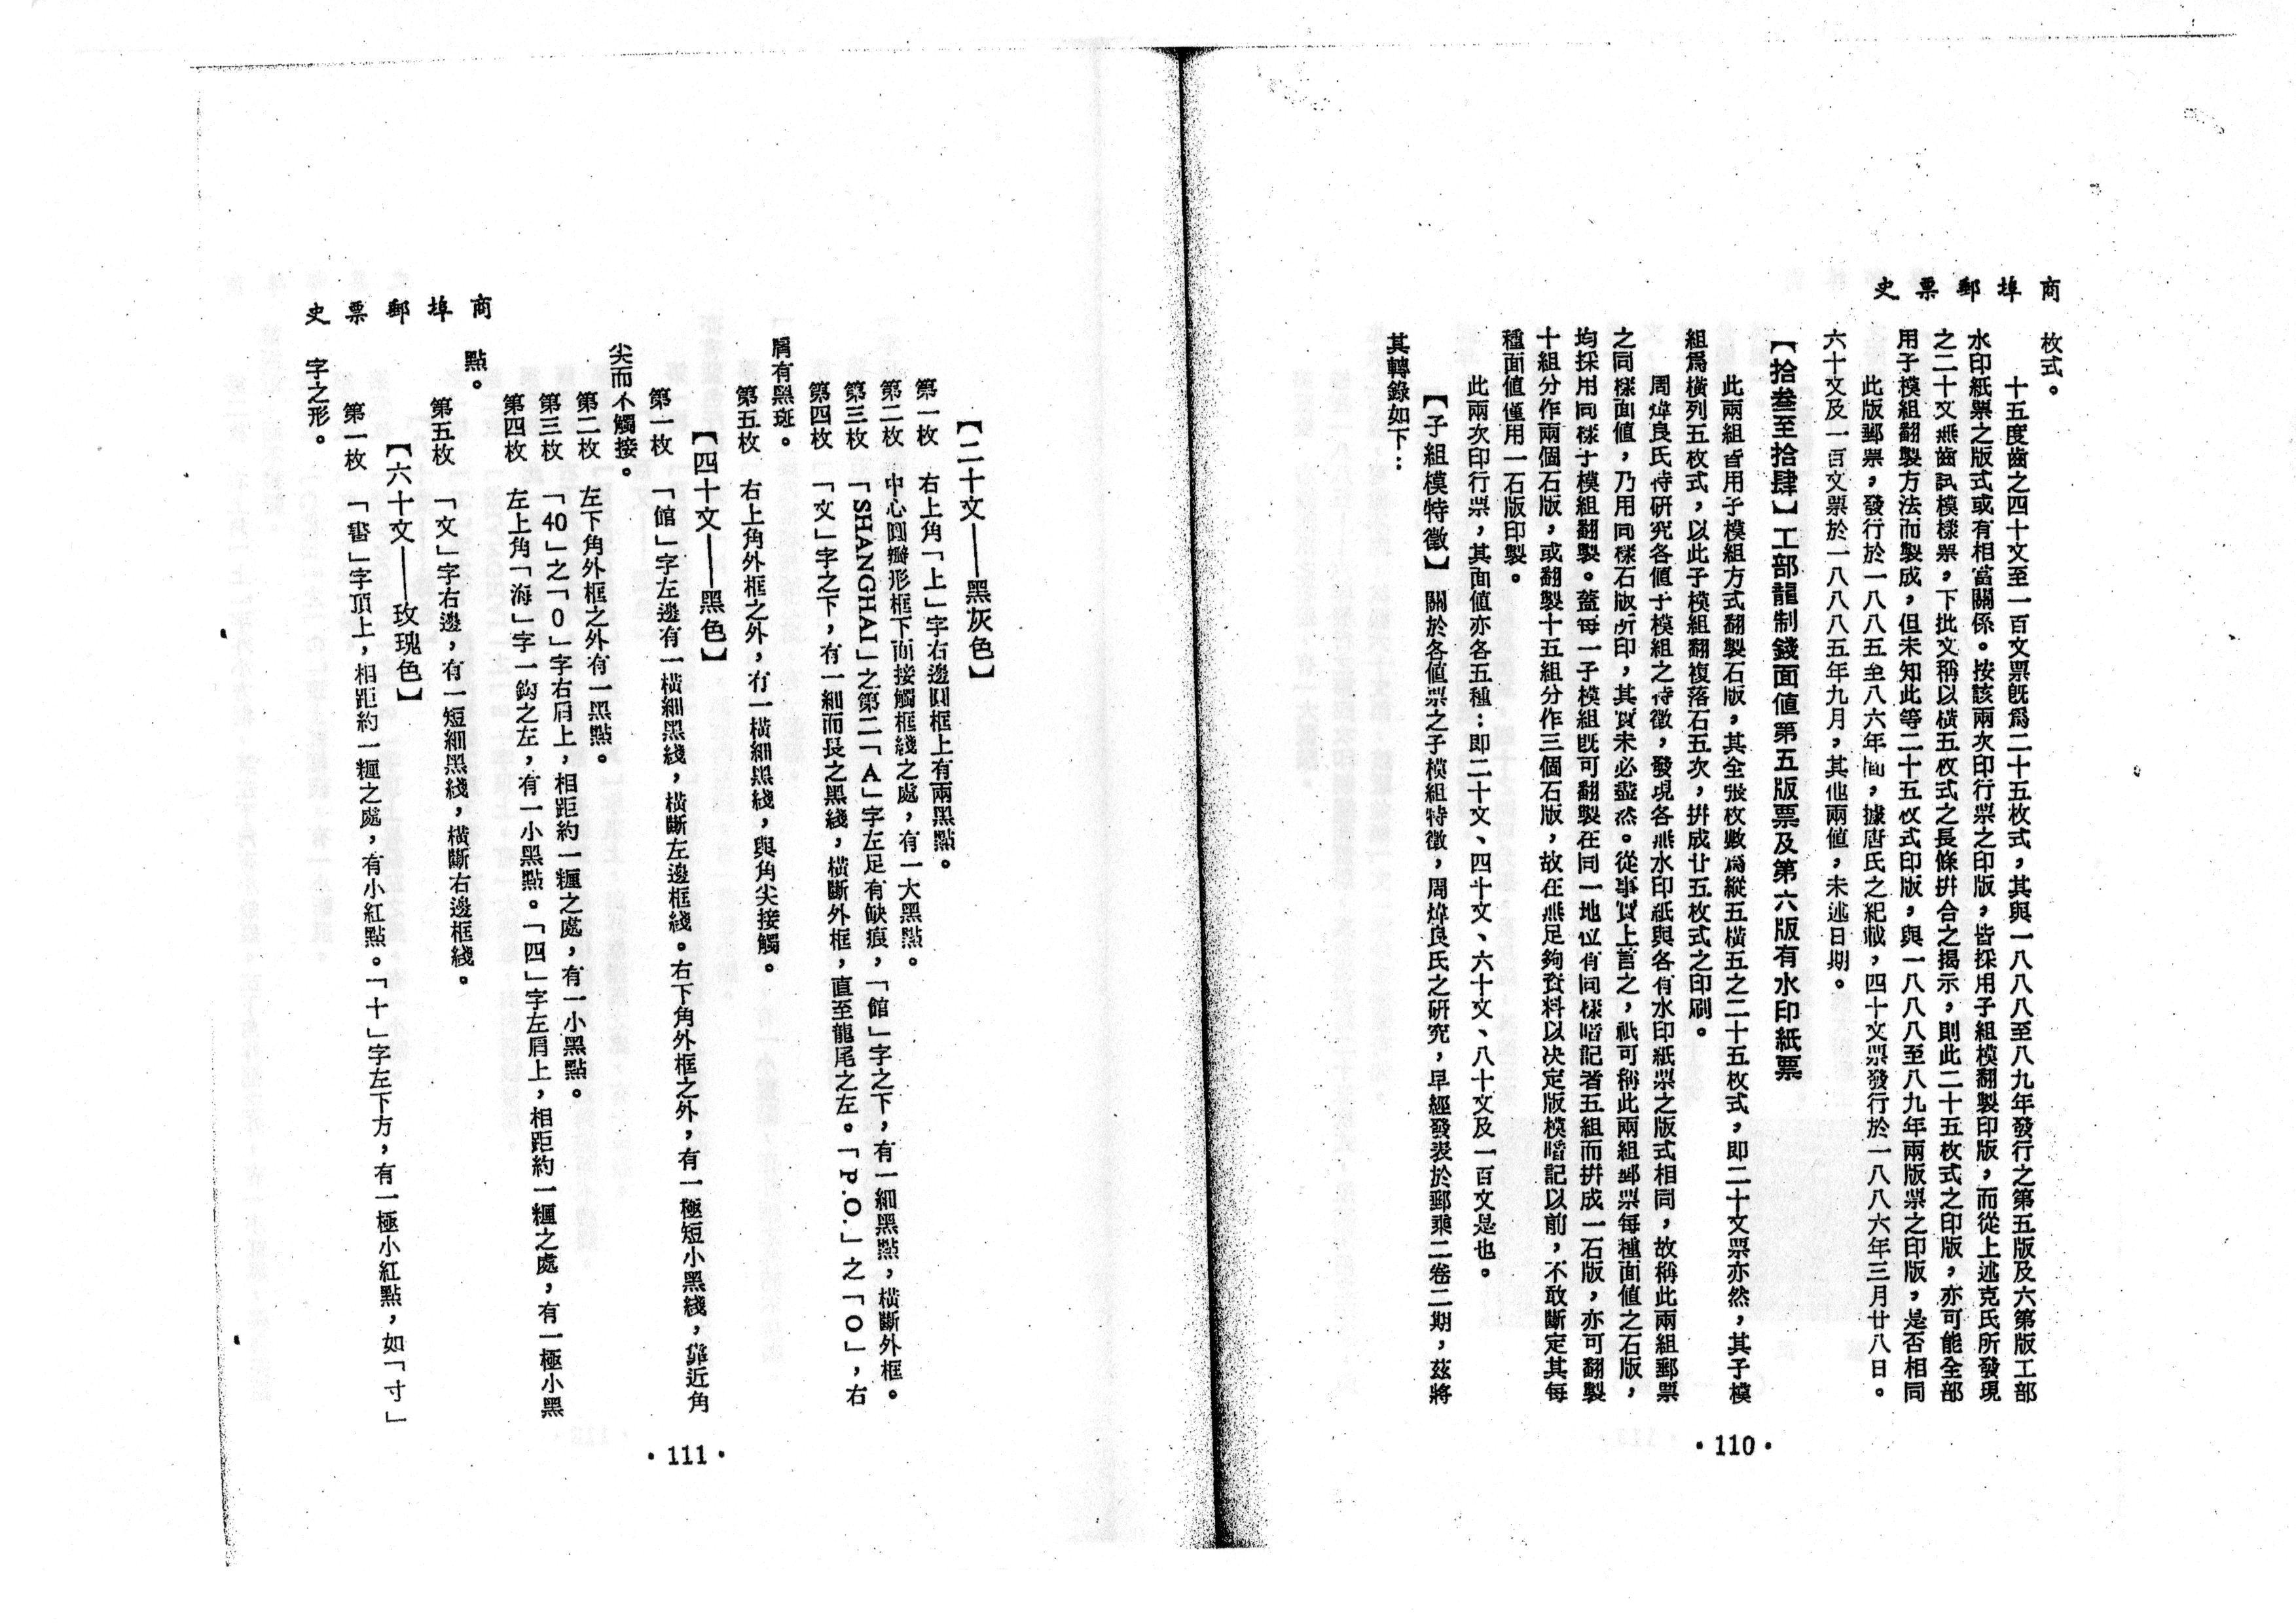 商埠郵票史
枚式。
十五度齒之四十文至一百文票旣爲二十五枚式，其與一八八八至八九年發行之第五版及六第版工部
水印紙票之版式或有相當關係。按該兩次印行票之印版，皆採用子組模翻製印版，而從上述克氏所發現
之二十文無齒試模樣票，下批文稱以橫五枚式之長條拼合之揭示，則此二十五枚式之印版，亦可能全部
用子模組翻製方法而製成，但未知此等二十五枚式印版，與一八八八至八九年兩版票之印版，是否相同
此版郵票，發行於一八八五至八六年間，據唐氏之紀載，四十文票發行於一八八六年三月廿八日。
六十文及一百文票於一八八五年九月，其他兩値，未述日期。
【拾叁至拾肆】工部龍制錢面值第五版票及第六版有水印紙票
此兩組皆用子模組方式翻製石版，其全張枚數爲縱五橫五之二十五枚式，即二十文票亦然，其子模
組爲橫列五枚式，以此子模組翻複落石五次，拼成廿五枚式之印刷。
周煒良氏待研究各値子模組之特徵，發現各無水印紙與各有水印紙票之版式相同，故稱此兩組郵票
之同樣面値，乃用同樣石版所印，其實未必盡然。從事實上言之，祇可稱此兩組郵票每種面値之石版，
均採用同樣子模組翻製。蓋每一子模組旣可翻製在同一地位有同樣暗記者五組而拼成一石版，亦可翻製
十組分作兩個石版，或翻製十五組分作三個石版，故在無足夠資料以決定版模暗記以前，不敢斷定其每
種面値僅用一石版印製。
此兩次印行票，其面値亦各五種：即二十文、四十文、六十文、八十文及一百文是也。
【子組模特徵】關於各値票之子模組特徵，周煒良氏之研究，早經發表於郵乘二卷二期，茲將
其轉錄如下：
・110・
【二十文——黑灰色】
第一枚　右上角「上」字右邊圓框上有兩黑點。
第二枚　中心圓瓣形框下面接觸框綫之處，有一大黑點。
第三枚　「SHANGHAI」之第二「A」字左足有缺痕，「館」字之下，有一細黑點，橫斷外框。
第四枚　「文」字之下，有一細而長之黑綫，橫斷外框，直至龍尾之左。「P.O.」之「O」，右
肩有黑斑。
第五枚　右上角外框之外，有一橫細黑綫，與角尖接觸。
【四十文——黑色】
第一枚　「館」字左邊有一橫細黑綫，橫斷左邊框綫。右下角外框之外，有一極短小黑綫，靠近角
尖而不觸接。
第二枚　左下角外框之外有一黑點。
第三枚　「40」之「0」字右肩上，相距約一糎之處，有一小黑點。
第四枚　左上角「海」字一鈎之左，有一小黑點。「四」字左肩上，相距約一糎之處，有一極小黑
點。
第五枚　「文」字右邊，有一短細黑綫，橫斷右邊框綫。
【六十文——玫瑰色】
第一枚　「畨」字頂上，相距約一糎之處，有小紅點。「十」字左下方，有一極小紅點，如「寸」
字之形。
商埠郵票史
・111・